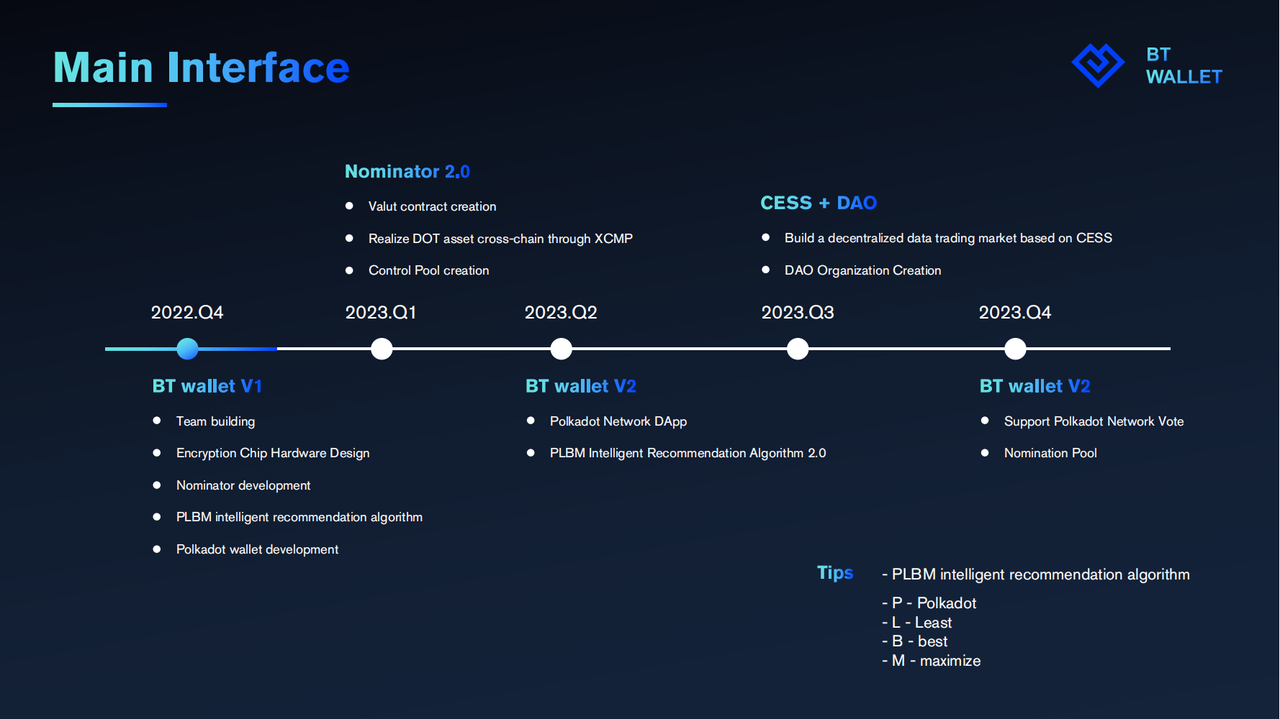 Main Interface
BT
WALLET
Nominator 2.0
Valut contract creation
Realize DOT asset cross-chain through XCMP
Control Pool creation
CESS + DAO
Build a decentralized data trading market based on CESS
DAO Organization Creation
2022.Q4
2023.Q1
2023.Q2
2023.Q3
2023.Q4
BT wallet V1
Team building
Encryption Chip Hardware Design
Nominator development
PLBM intelligent recommendation algorithm
Polkadot wallet development
BT wallet V2
Polkadot Network DApp
PLBM Intelligent Recommendation Algorithm 2.0
BT wallet V2
Support Polkadot Network Vote
Nomination Pool
Tips
- PLBM intelligent recommendation algorithm
- P - Polkadot
- L - Least
- B - best
- M - maximize